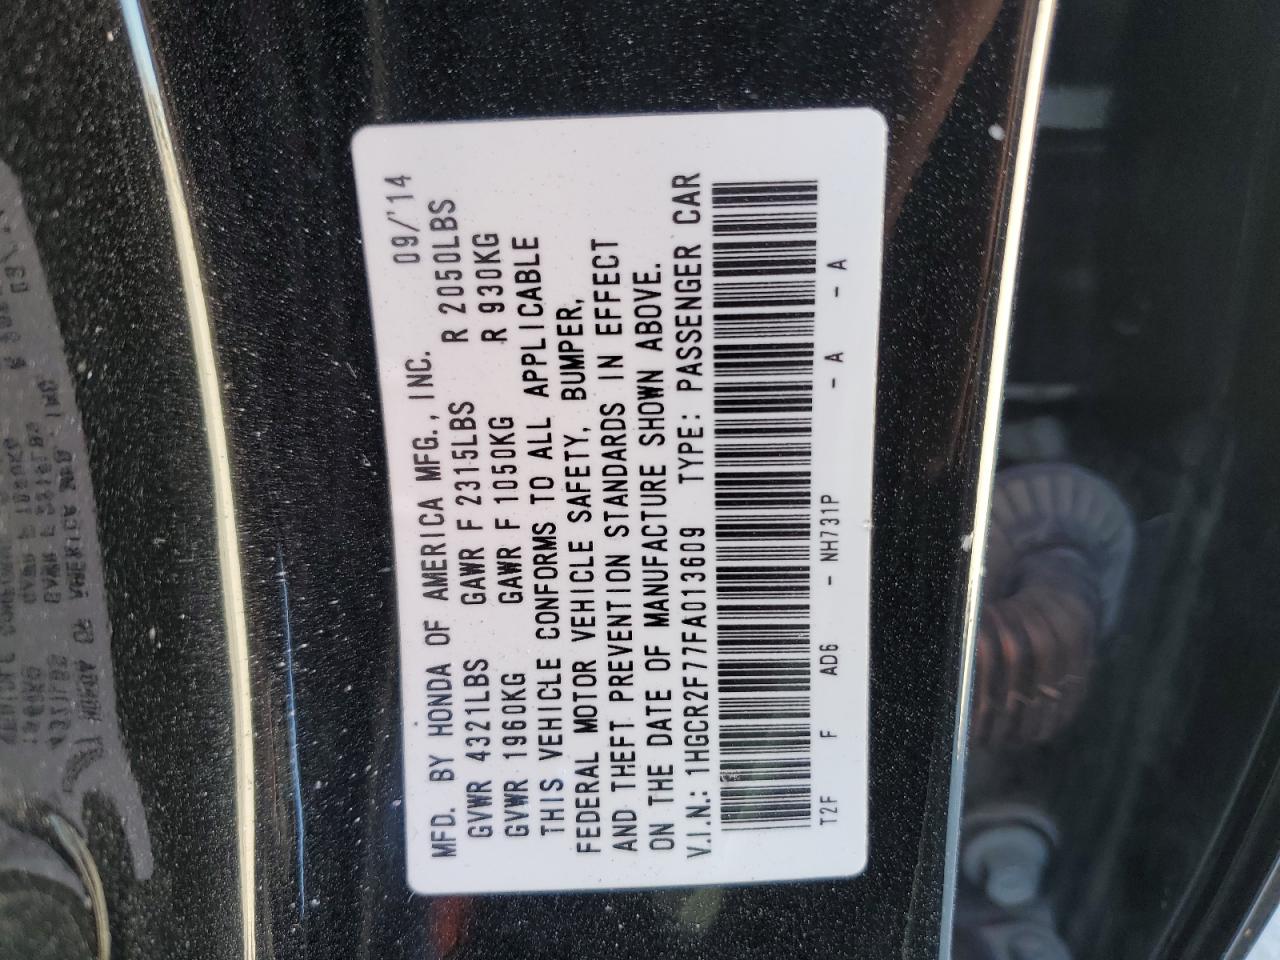 MFD. BY HONDA OF AMERICA MFG., INC. 09/'14
GVWR 4321LBS GAWR F 2315LBS R 2050LBS
GVWR 1960KG GAWR F 1050KG R 930KG
THIS VEHICLE CONFORMS TO ALL APPLICABLE
FEDERAL MOTOR VEHICLE SAFETY, BUMPER,
AND THEFT PREVENTION STANDARDS IN EFFECT
ON THE DATE OF MANUFACTURE SHOWN ABOVE.
V.I.N.: 1HGCR2F77FA013609 TYPE: PASSENGER CAR
T2F F AD6 - NH731P - A - A